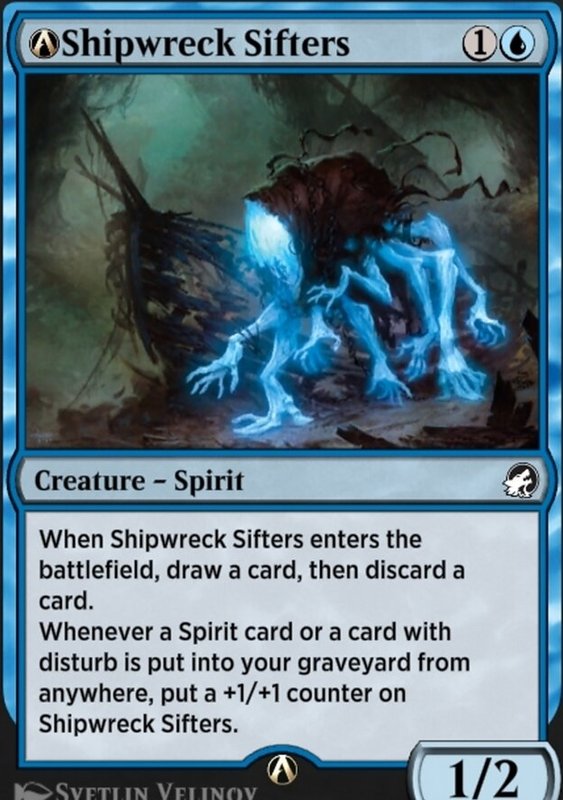 Shipwreck Sifters 1
Creature – Spirit
When Shipwreck Sifters enters the
battlefield, draw a card, then discard a
card.
Whenever a Spirit card or a card with
disturb is put into your graveyard from
anywhere, put a +1/+1 counter on
Shipwreck Sifters.
1/2
SVETLIN VELINOV